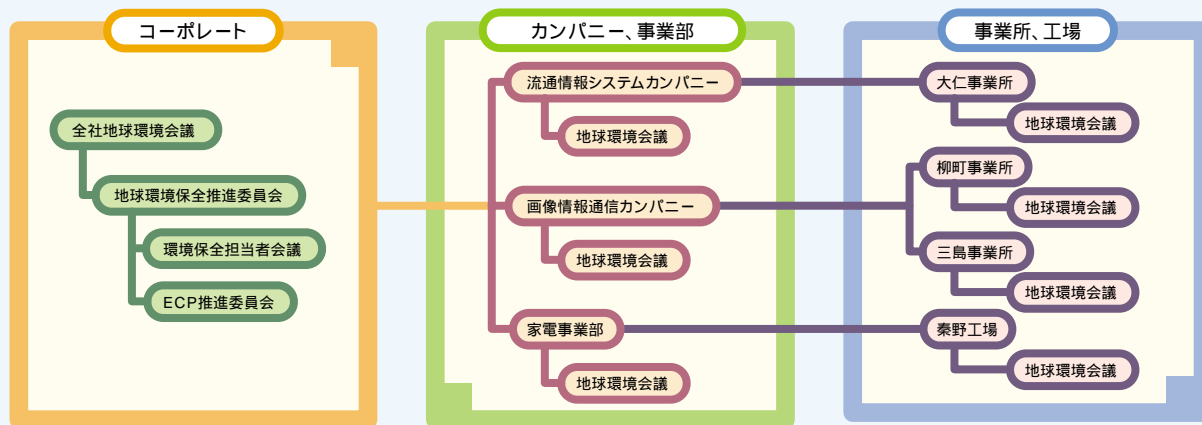 コーポレート
全社地球環境会議
地球環境保全推進委員会
環境保全担当者会議
ECP推進委員会
カンパニー、事業部
流通情報システムカンパニー
地球環境会議
画像情報通信カンパニー
地球環境会議
家電事業部
地球環境会議
事業所、工場
大仁事業所
地球環境会議
柳町事業所
地球環境会議
三島事業所
地球環境会議
秦野工場
地球環境会議